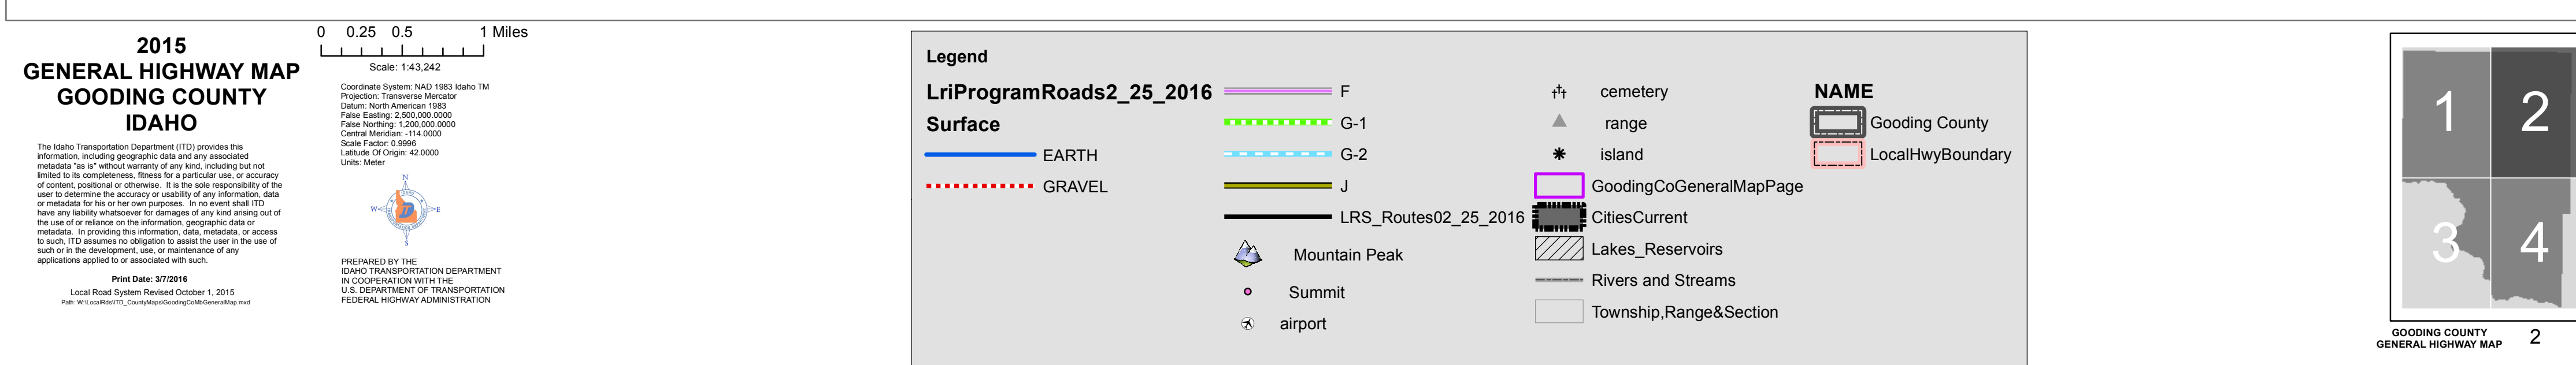 2015
GENERAL HIGHWAY MAP
GOODING COUNTY
IDAHO
The Idaho Transportation Department (ITD) provides this
information, including geographic data and any associated
metadata "as is" without warranty of any kind, including but not
limited to its completeness, fitness for a particular use, or accuracy
of content, positional or otherwise. It is the sole responsibility of the
user to determine the accuracy or usability of any information, data
or metadata for his or her own purposes. In no event shall ITD
have any liability whatsoever for damages of any kind arising out of
the use of or reliance on the information, geographic data or
metadata. In providing this information, data, metadata, or access
to such, ITD assumes no obligation to assist the user in the use of
such or in the development, use, or maintenance of any
applications applied to or associated with such.
Print Date: 3/7/2016
Local Road System Revised October 1, 2015
Path: W:\LocalRds\ITD_CountyMaps\GoodingCoMbGeneralMap.mxd
0 0.25 0.5 1 Miles
Scale: 1:43,242
Coordinate System: NAD 1983 Idaho TM
Projection: Transverse Mercator
Datum: North American 1983
False Easting: 2,500,000.0000
False Northing: 1,200,000.0000
Central Meridian: -114.0000
Scale Factor: 0.9996
Latitude Of Origin: 42.0000
Units: Meter
N
W E
S
PREPARED BY THE
IDAHO TRANSPORTATION DEPARTMENT
IN COOPERATION WITH THE
U.S. DEPARTMENT OF TRANSPORTATION
FEDERAL HIGHWAY ADMINISTRATION
Legend
LriProgramRoads2_25_2016
Surface
EARTH
GRAVEL
F
G-1
G-2
J
LRS_Routes02_25_2016
Mountain Peak
Summit
airport
cemetery
range
island
GoodingCoGeneralMapPage
CitiesCurrent
Lakes_Reservoirs
Rivers and Streams
Township,Range&Section
NAME
Gooding County
LocalHwyBoundary
1 2
3 4
GOODING COUNTY
GENERAL HIGHWAY MAP
2